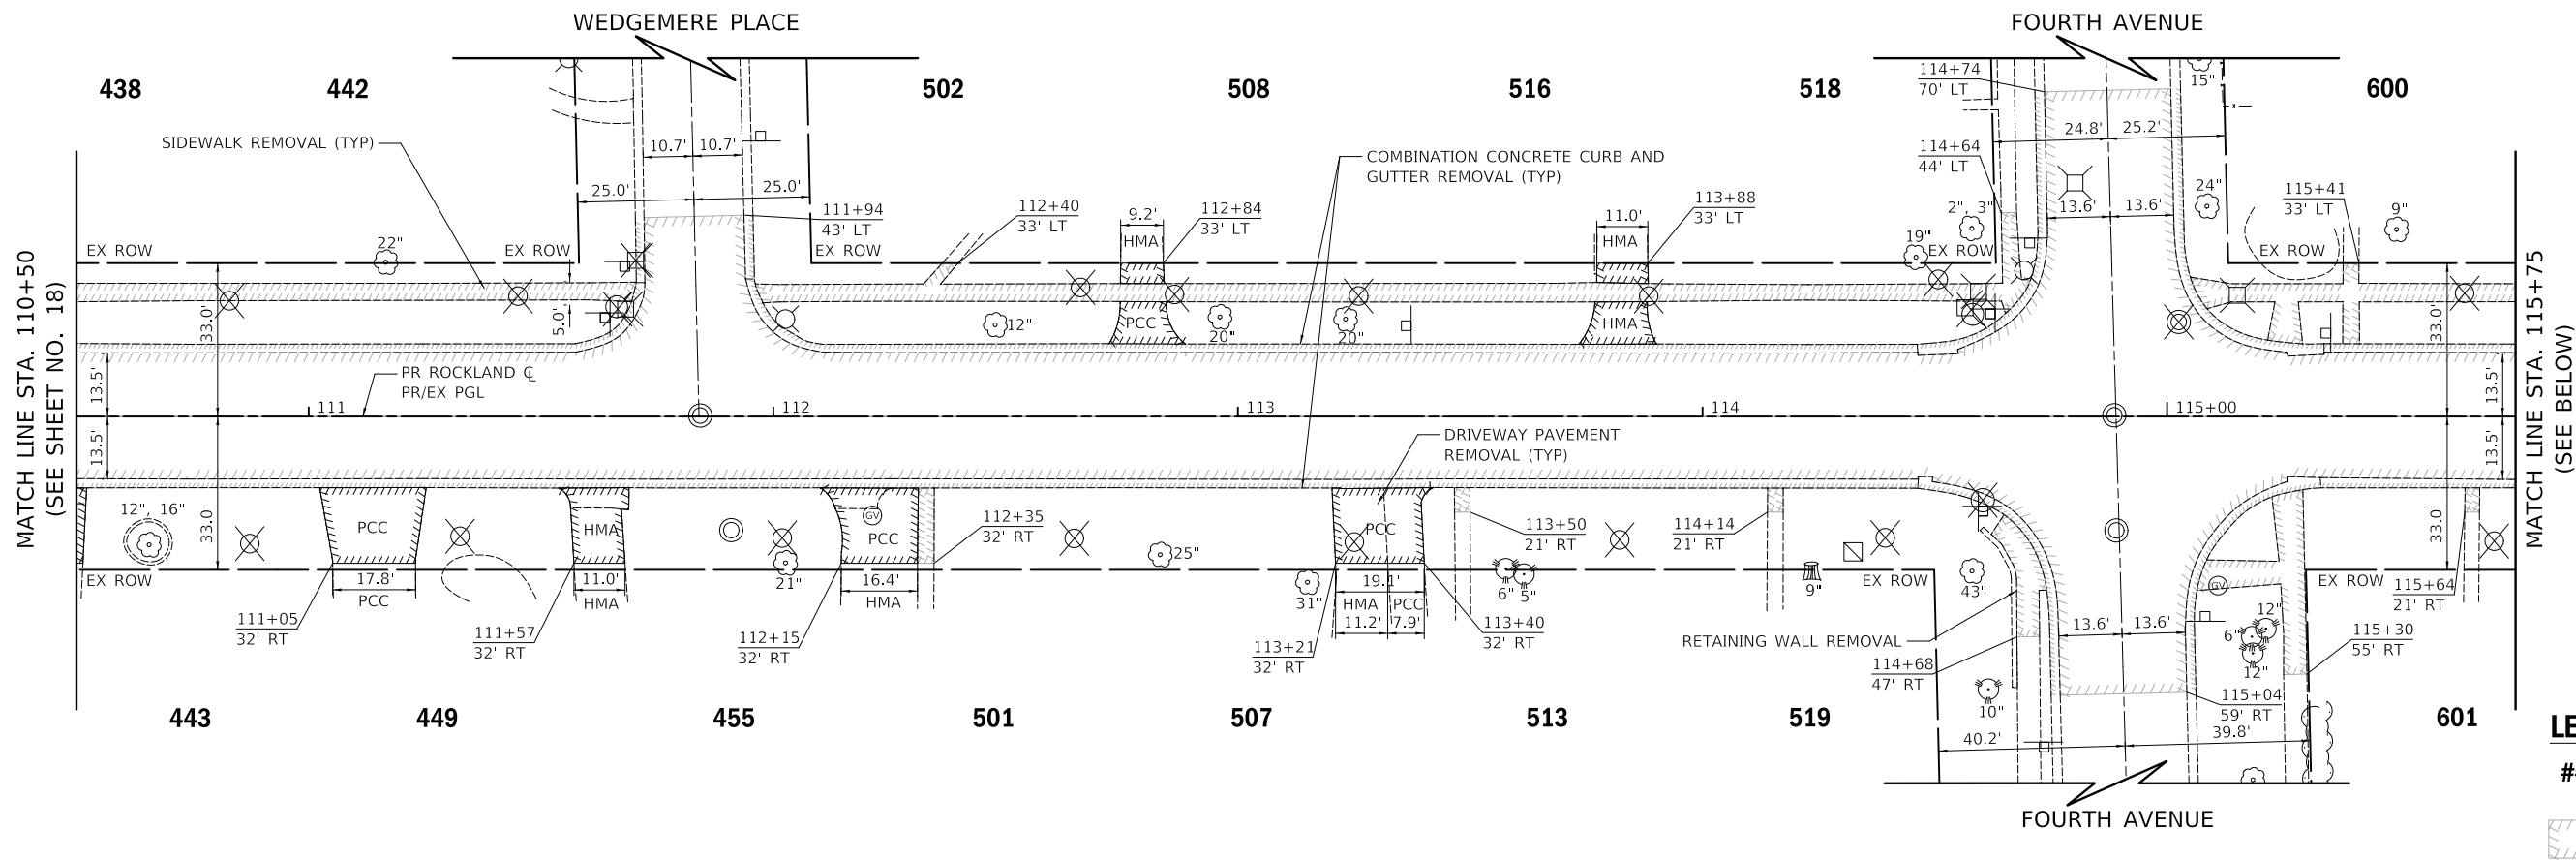 WEDGEMERE PLACE
FOURTH AVENUE
438
442
502
508
516
518
600
114+74
70' LT
15"
SIDEWALK REMOVAL (TYP)
10.7'
10.7'
COMBINATION CONCRETE CURB AND
GUTTER REMOVAL (TYP)
24.8'
25.2'
114+64
44' LT
25.0'
25.0'
111+94
43' LT
112+40
33' LT
9.2'
112+84
33' LT
11.0'
113+88
33' LT
2", 3"
13.6'
13.6'
24"
115+41
33' LT
9"
EX ROW
22"
EX ROW
EX ROW
HMA
HMA
19"
EX ROW
EX ROW
MATCH LINE STA. 110+50
(SEE SHEET NO. 18)
33.0'
5.0'
12"
PCC
20"
20"
HMA
33.0'
MATCH LINE STA. 115+75
(SEE BELOW)
13.5'
PR ROCKLAND ℄
PR/EX PGL
13.5'
111
112
113
114
115+00
13.5'
DRIVEWAY PAVEMENT
REMOVAL (TYP)
13.5'
12", 16"
33.0'
PCC
HMA
GV
PCC
112+35
32' RT
PCC
113+50
21' RT
114+14
21' RT
33.0'
EX ROW
17.8'
PCC
11.0'
HMA
21"
16.4'
HMA
25"
31"
19.1'
HMA
PCC
11.2'
7.9'
6"
5"
9"
EX ROW
43"
GV
EX ROW
115+64
21' RT
111+05
32' RT
111+57
32' RT
112+15
32' RT
113+21
32' RT
113+40
32' RT
RETAINING WALL REMOVAL
13.6'
13.6'
12"
6"
12"
115+30
55' RT
114+68
47' RT
10"
115+04
59' RT
443
449
455
501
507
513
519
601
40.2'
39.8'
LE
#
FOURTH AVENUE